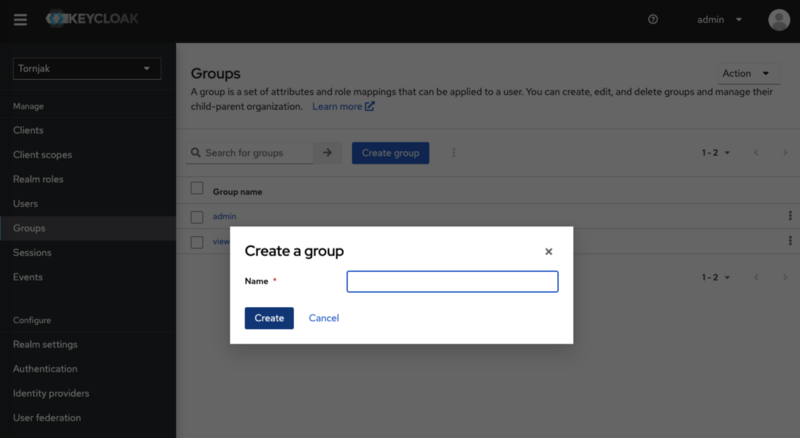 KEYCLOAK
admin
Tornjak
Manage
Clients
Client scopes
Realm roles
Users
Groups
Sessions
Events
Configure
Realm settings
Authentication
Identity providers
User federation
Groups
Action
A group is a set of attributes and role mappings that can be applied to a user. You can create, edit, and delete groups and manage their
child-parent organization. Learn more
Search for groups
Create group
1 - 2
Group name
admin
view
1 - 2
Create a group
Name *
Create
Cancel